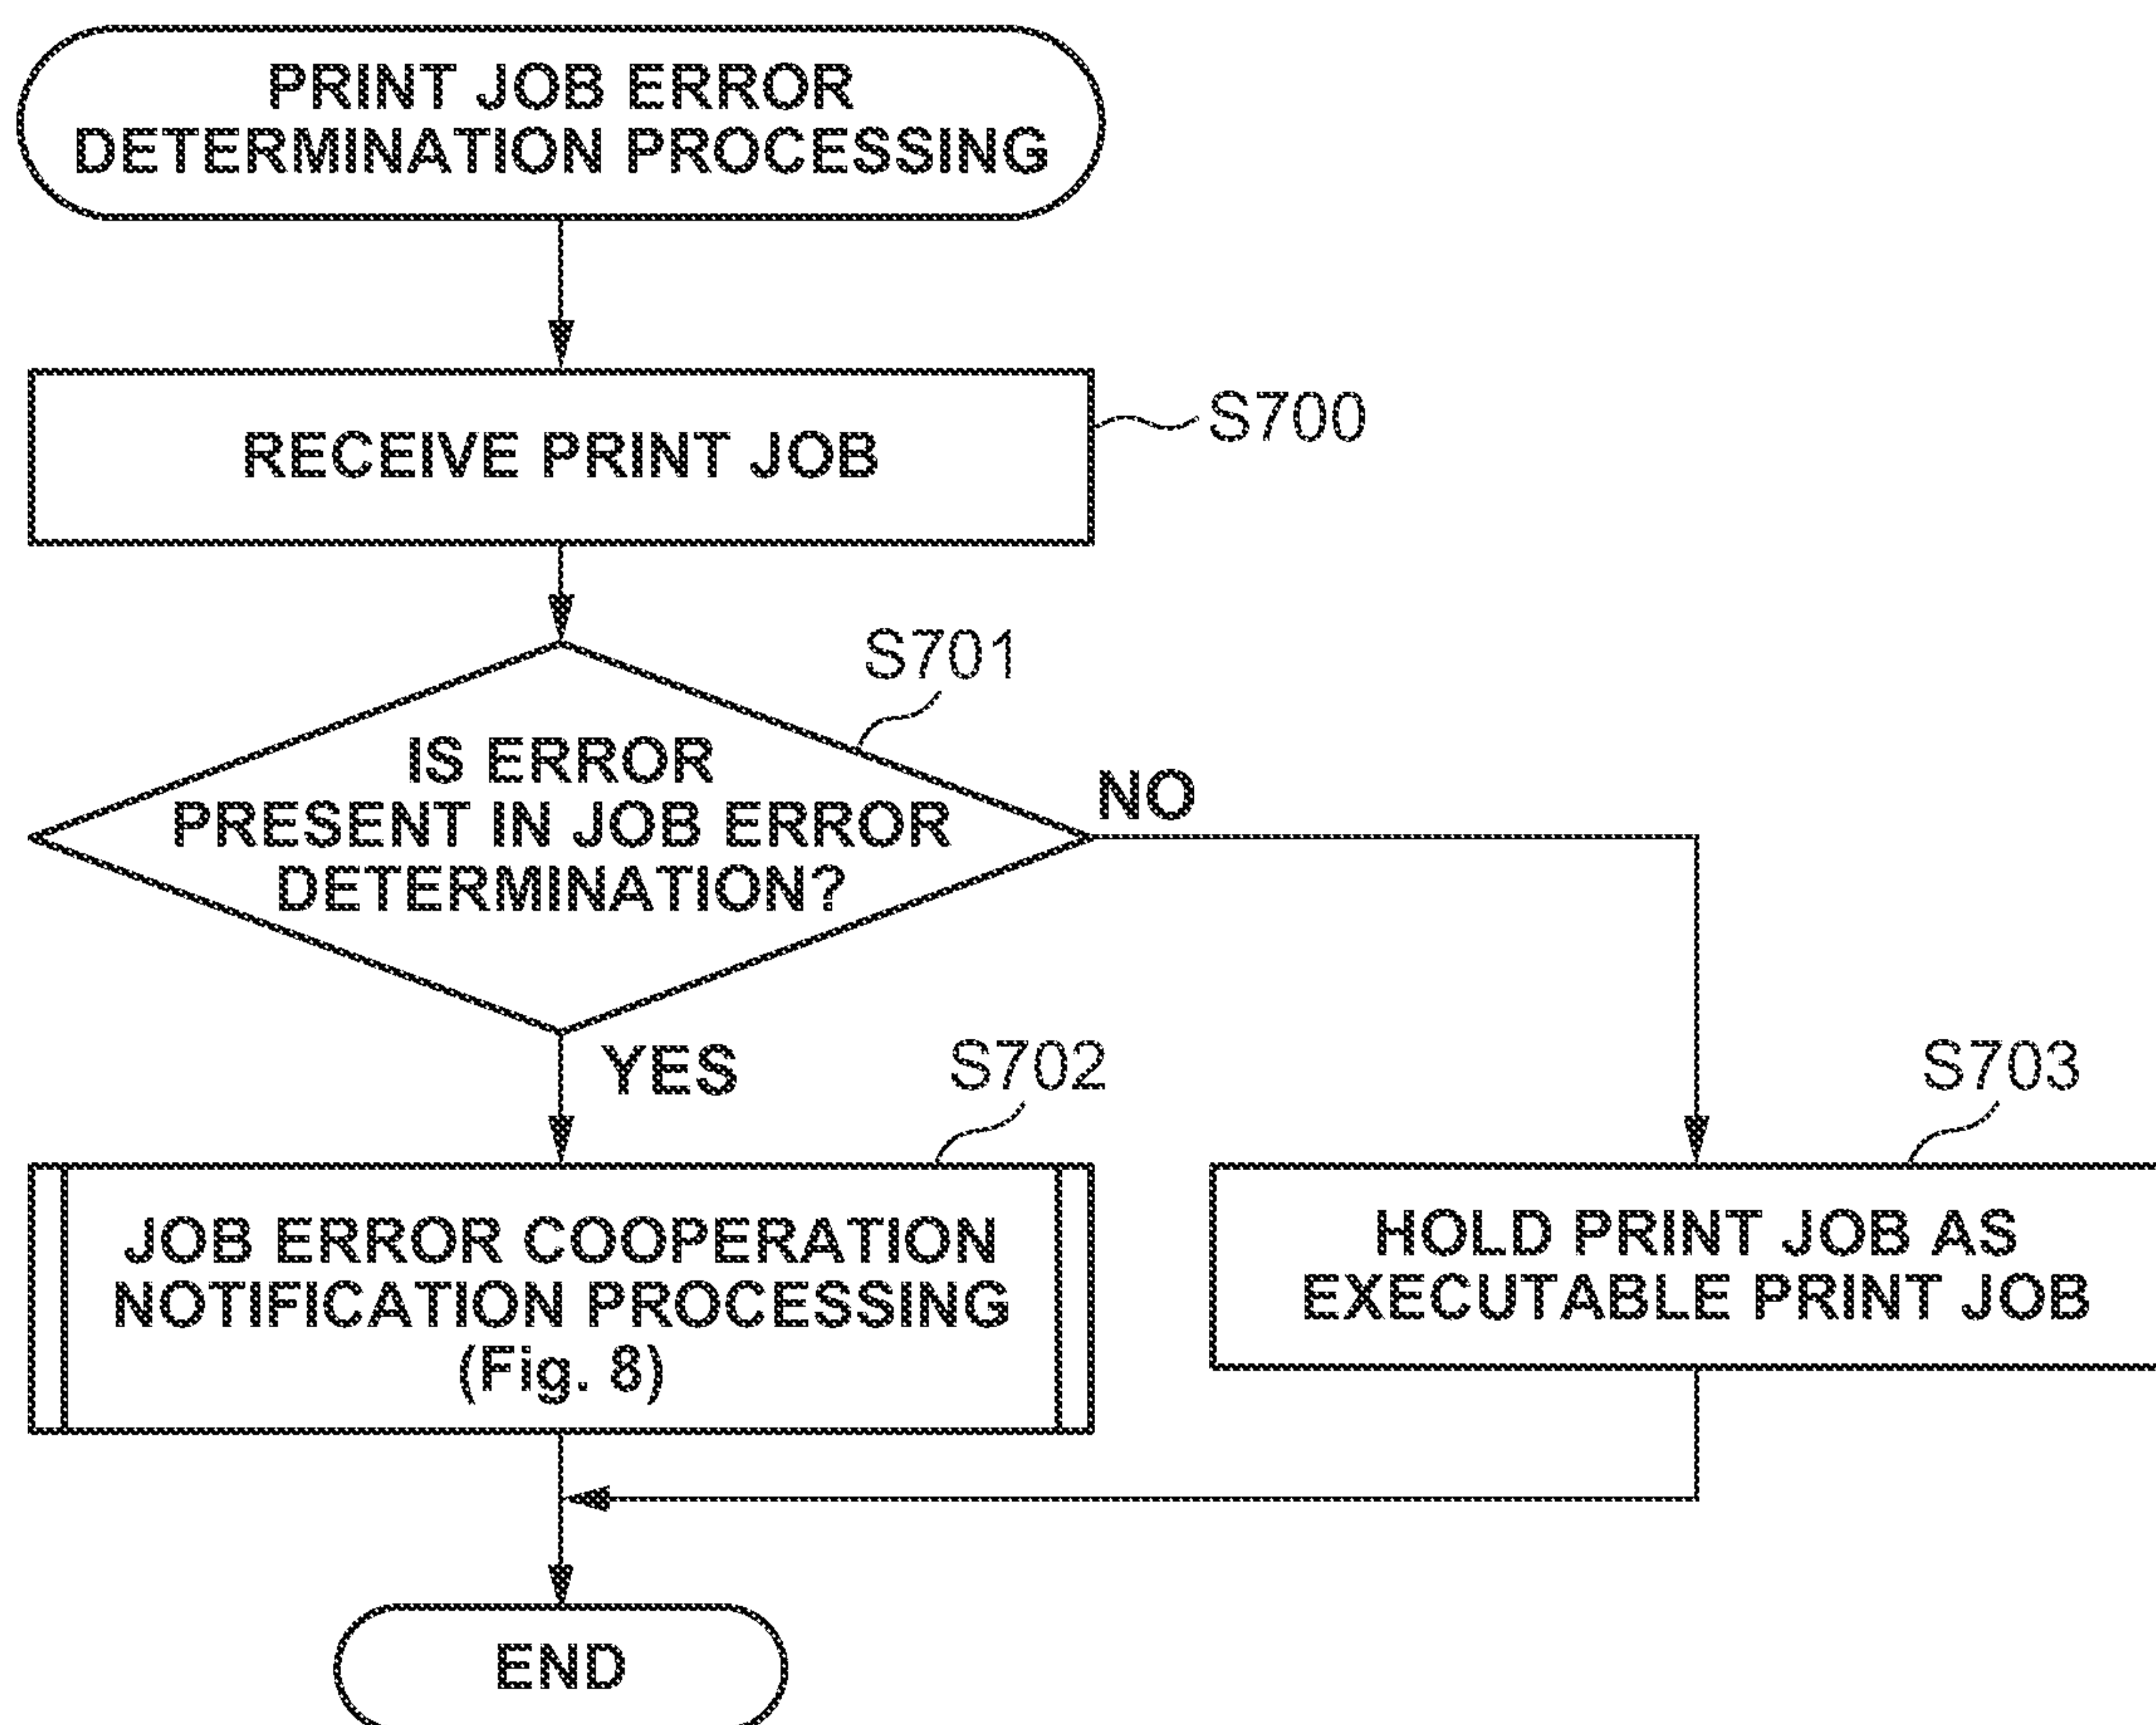 PRINT JOB ERROR
DETERMINATION PROCESSING
RECEIVE PRINT JOB
S700
S701
IS ERROR
PRESENT IN JOB ERROR
DETERMINATION?
NO
YES
S702
S703
JOB ERROR COOPERATION
NOTIFICATION PROCESSING
(Fig. 8)
HOLD PRINT JOB AS
EXECUTABLE PRINT JOB
END